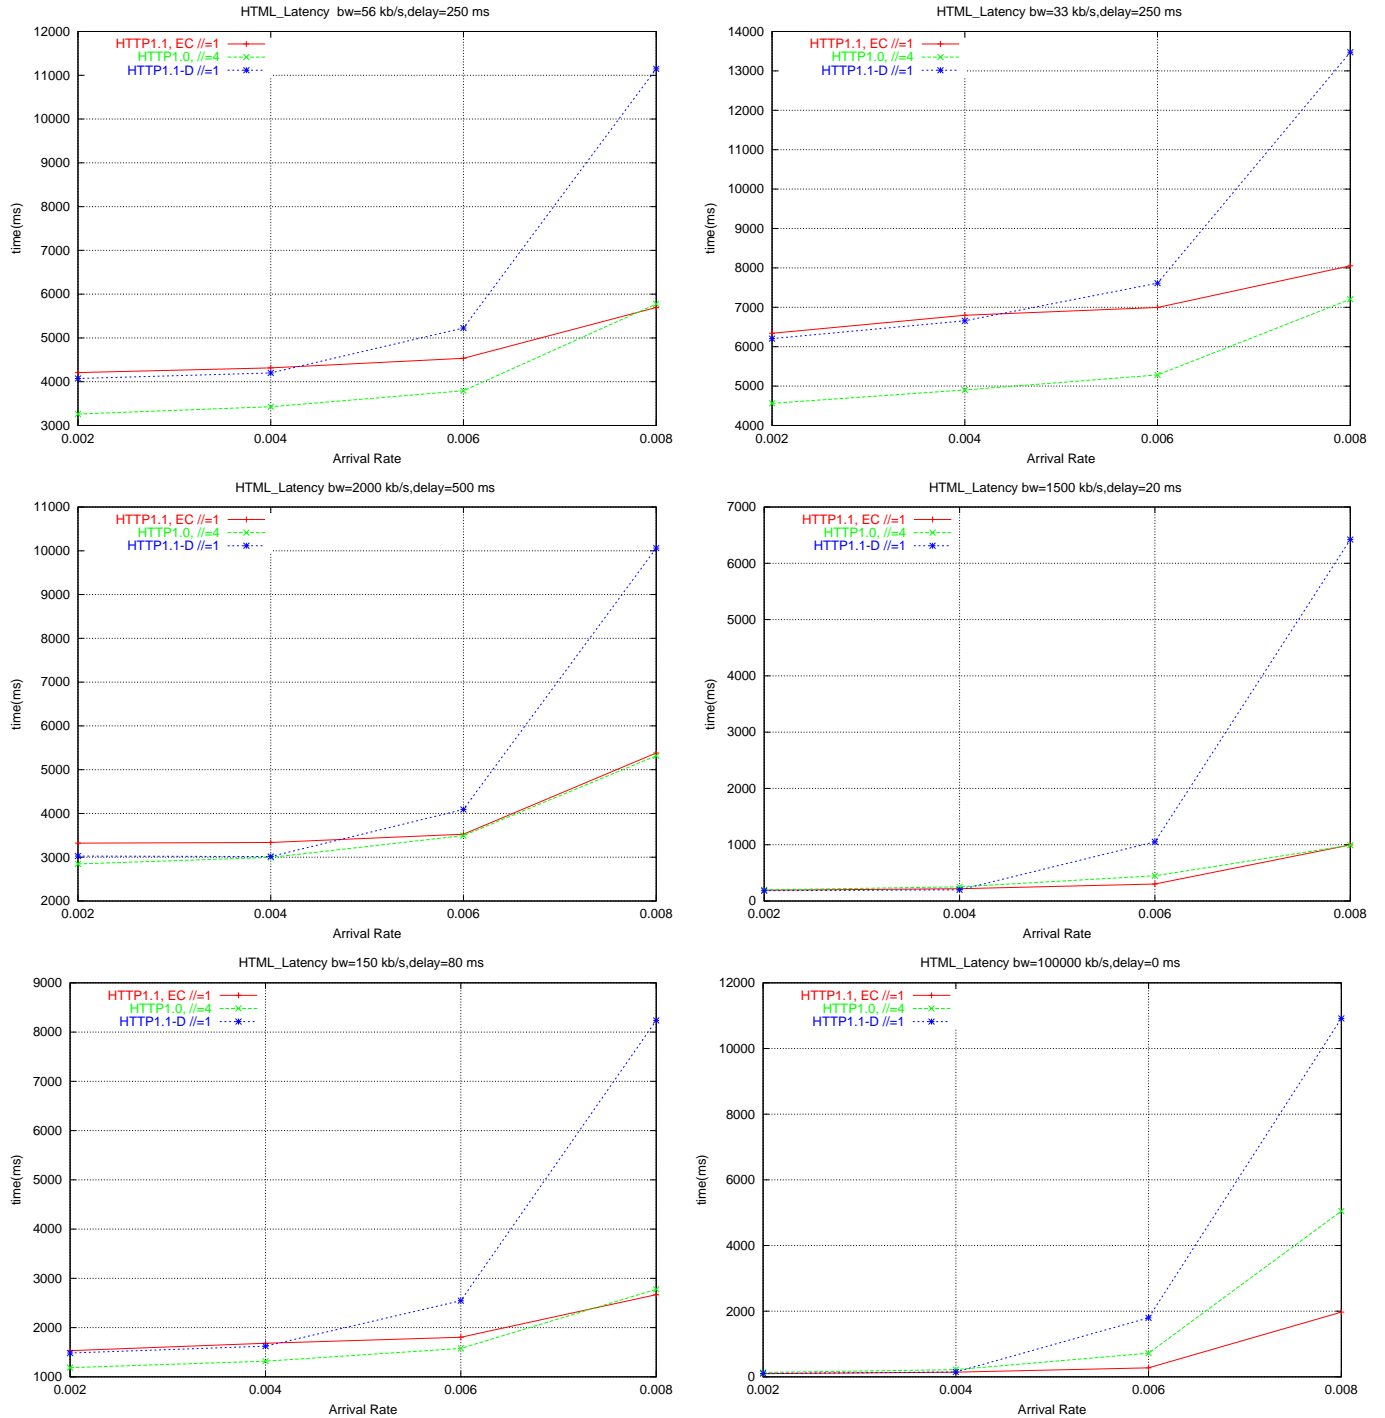 HTML_Latency  bw=56 kb/s,delay=250 ms
12000
11000
10000
9000
8000
7000
6000
5000
4000
3000
time(ms)
HTTP1.1, EC //=1
HTTP1.0, //=4
HTTP1.1-D //=1
0.002 0.004 0.006 0.008
Arrival Rate
HTML_Latency bw=33 kb/s,delay=250 ms
14000
13000
12000
11000
10000
9000
8000
7000
6000
5000
4000
time(ms)
HTTP1.1, EC //=1
HTTP1.0, //=4
HTTP1.1-D //=1
0.002 0.004 0.006 0.008
Arrival Rate
HTML_Latency bw=2000 kb/s,delay=500 ms
11000
10000
9000
8000
7000
6000
5000
4000
3000
2000
time(ms)
HTTP1.1, EC //=1
HTTP1.0, //=4
HTTP1.1-D //=1
0.002 0.004 0.006 0.008
Arrival Rate
HTML_Latency bw=1500 kb/s,delay=20 ms
7000
6000
5000
4000
3000
2000
1000
0
time(ms)
HTTP1.1, EC //=1
HTTP1.0, //=4
HTTP1.1-D //=1
0.002 0.004 0.006 0.008
Arrival Rate
HTML_Latency bw=150 kb/s,delay=80 ms
9000
8000
7000
6000
5000
4000
3000
2000
1000
time(ms)
HTTP1.1, EC //=1
HTTP1.0, //=4
HTTP1.1-D //=1
0.002 0.004 0.006 0.008
Arrival Rate
HTML_Latency bw=100000 kb/s,delay=0 ms
12000
10000
8000
6000
4000
2000
0
time(ms)
HTTP1.1, EC //=1
HTTP1.0, //=4
HTTP1.1-D //=1
0.002 0.004 0.006 0.008
Arrival Rate